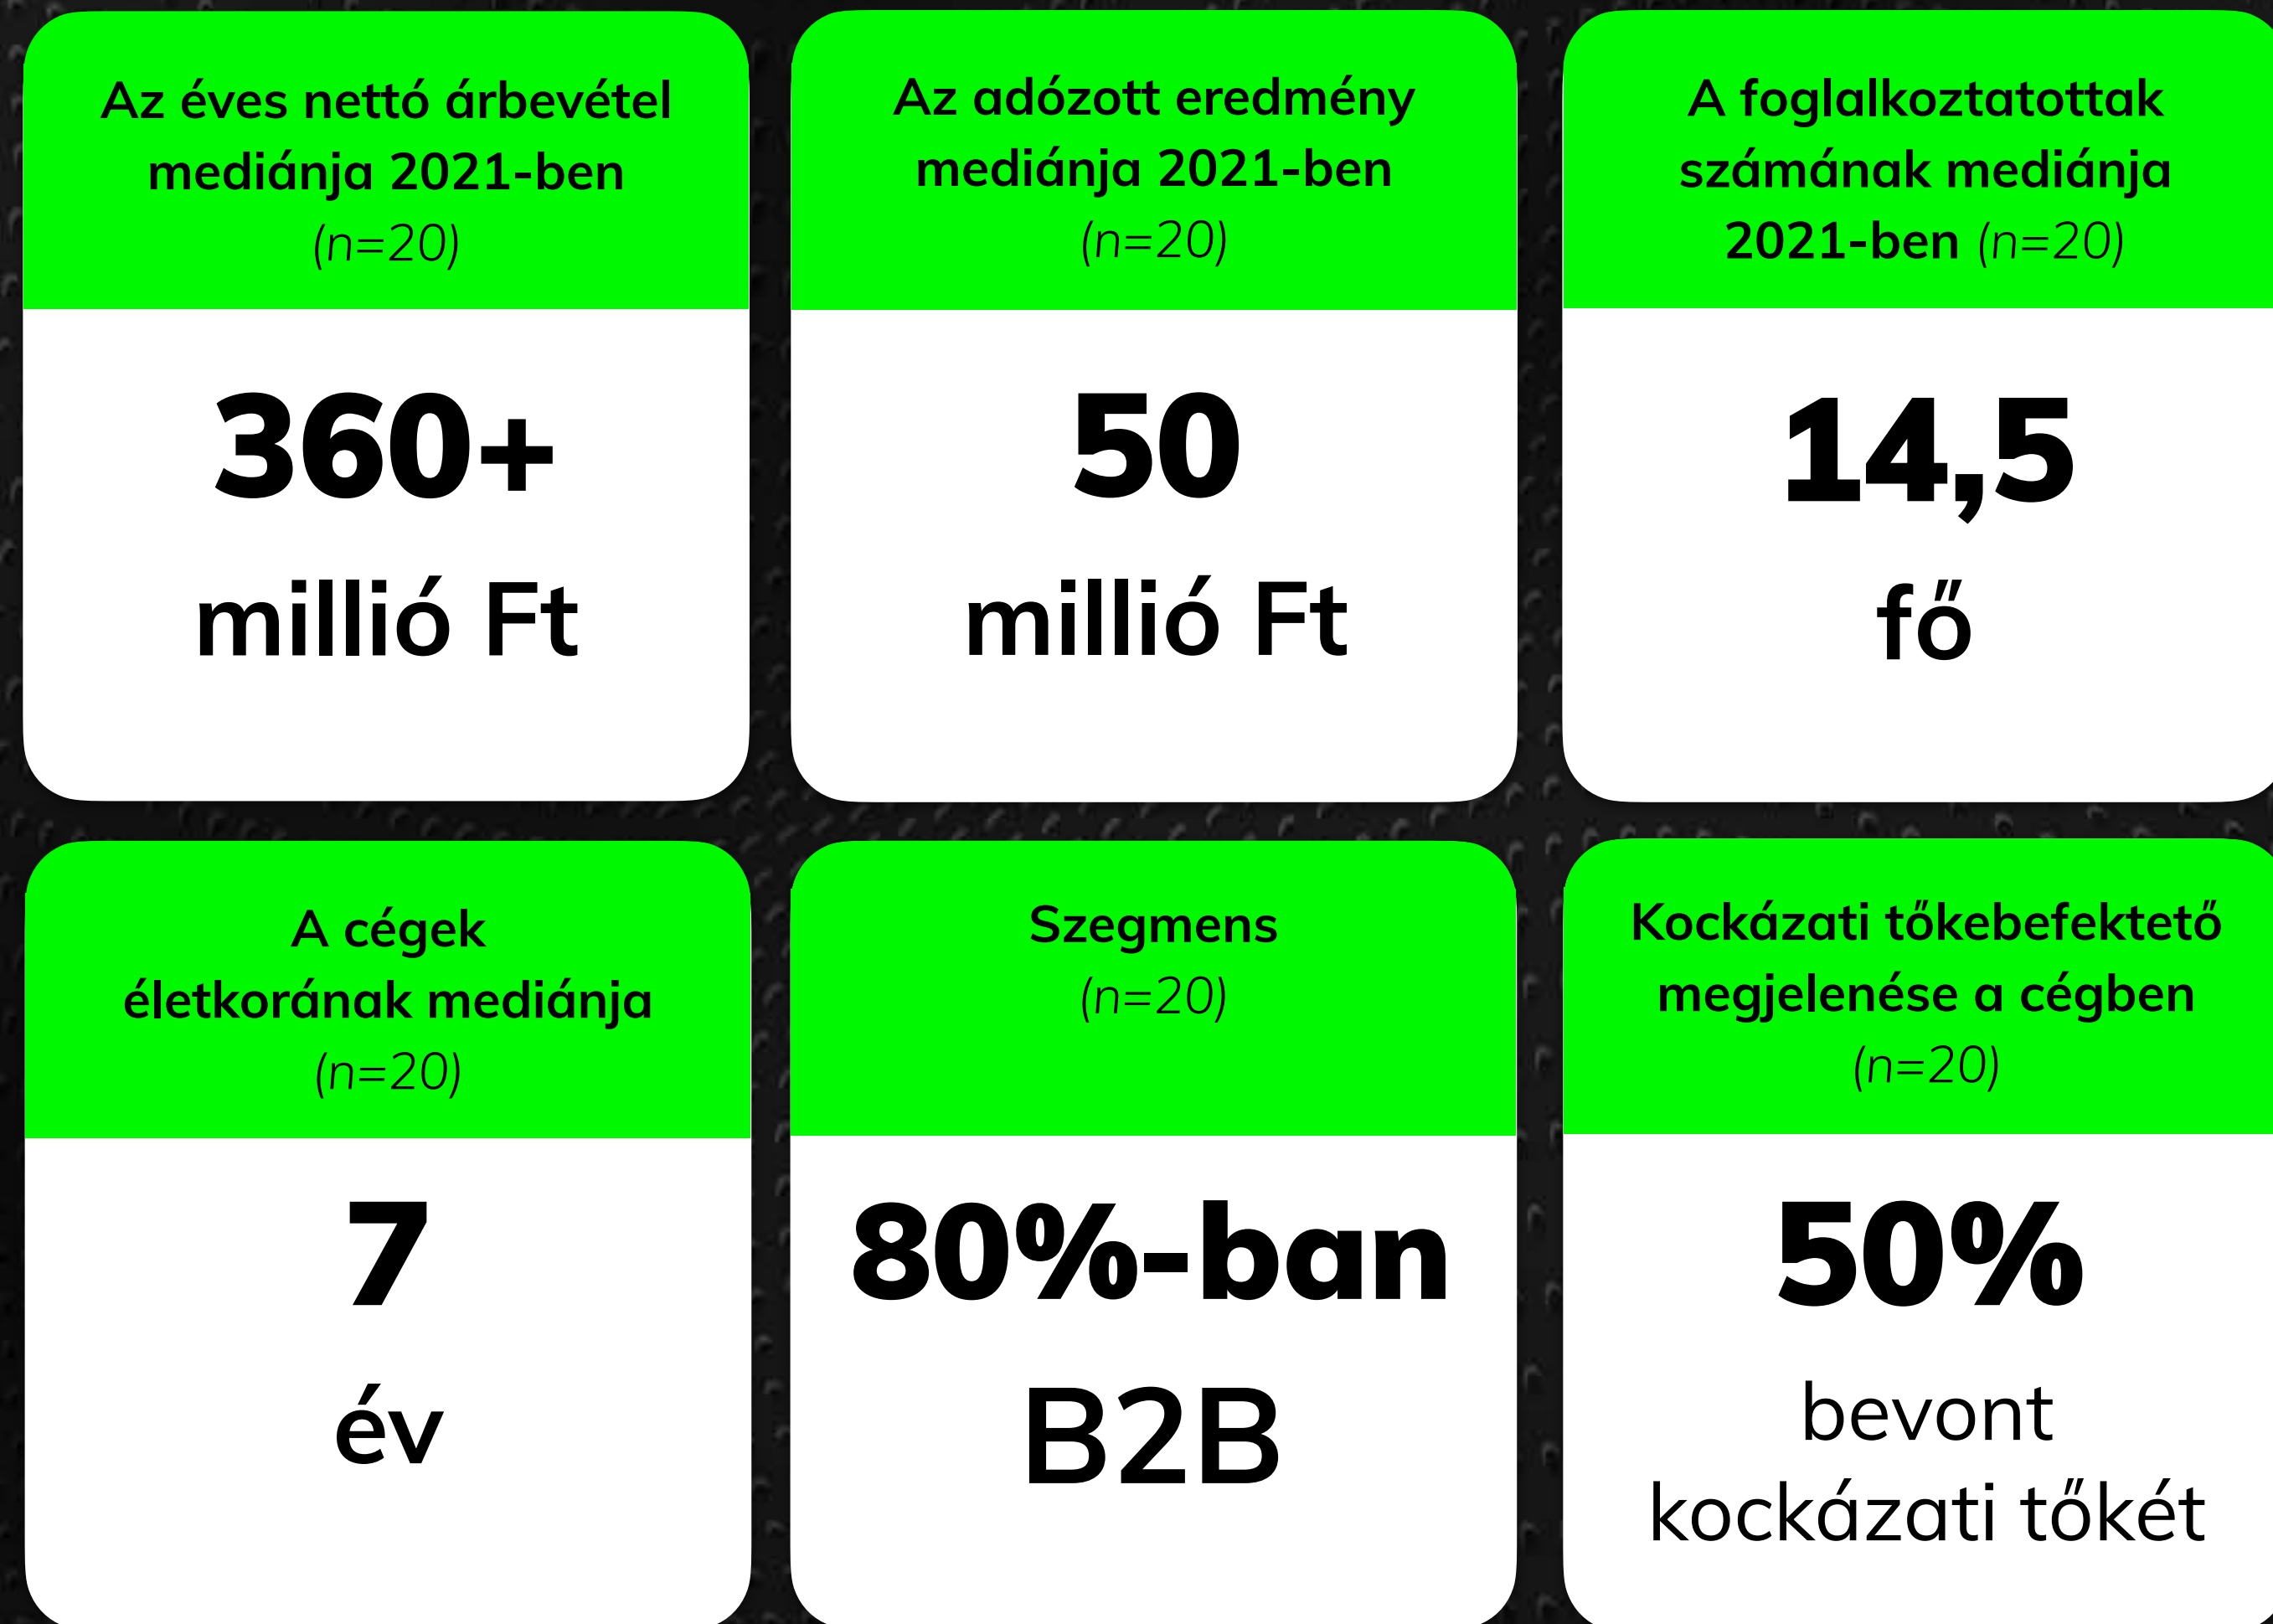 Az éves nettó árbevétel
mediánja 2021-ben
(n=20)
360+
millió Ft
Az adózott eredmény
mediánja 2021-ben
(n=20)
50
millió Ft
A foglalkoztatottak
számának mediánja
2021-ben (n=20)
14,5
fő
A cégek
életkorának mediánja
(n=20)
7
év
Szegmens
(n=20)
80%-ban
B2B
Kockázati tőkebefektető
megjelenése a cégben
(n=20)
50%
bevont
kockázati tőkét